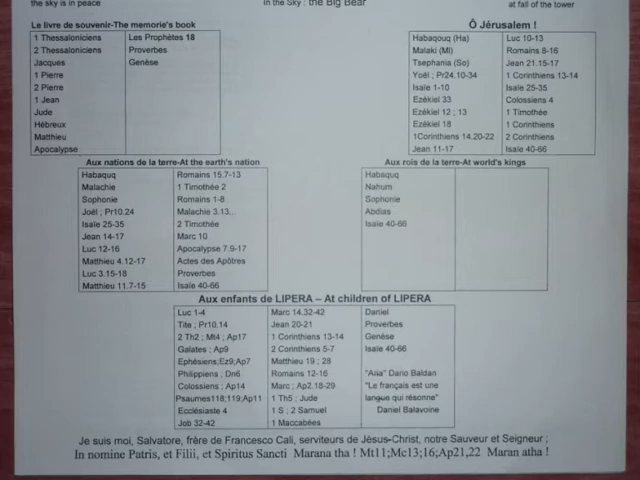 the sky is in peace
In the Sky : the Big Bear
at fall of the tower
Le livre de souvenir-The memorie's book
1 Thessaloniciens Les Prophètes 18
2 Thessaloniciens Proverbes
Jacques Genèse
1 Pierre
2 Pierre
1 Jean
Jude
Hébreux
Matthieu
Apocalypse
Ô Jérusalem !
Habaqouq (Ha) Luc 10-13
Malaki (Ml) Romains 8-16
Tsephania (So) Jean 21.15-17
Yoël ; Pr24.10-34 1 Corinthiens 13-14
Isaïe 1-10 Isaïe 25-35
Ezékiel 33 Colossiens 4
Ezékiel 12 ; 13 1 Timothée
Ezékiel 18 1 Corinthiens
1Corinthiens 14.20-22 2 Corinthiens
Jean 11-17 Isaïe 40-66
Aux nations de la terre-At the earth's nation
Habaquq Romains 15.7-13
Malachie 1 Timothée 2
Sophonie Romains 1-8
Joël ; Pr10.24 Malachie 3.13...
Isaïe 25-35 2 Timothée
Jean 14-17 Marc 10
Luc 12-16 Apocalypse 7.9-17
Matthieu 4.12-17 Actes des Apôtres
Luc 3.15-18 Proverbes
Matthieu 11.7-15 Isaïe 40-66
Aux rois de la terre-At world's kings
Habaquq
Nahum
Sophonie
Abdias
Isaïe 40-66
Aux enfants de LIPERA – At children of LIPERA
Luc 1-4 Marc 14.32-42 Daniel
Tite ; Pr10.14 Jean 20-21 Proverbes
2 Th2 ; Mt4 ; Ap17 1 Corinthiens 13-14 Genèse
Galates ; Ap9 2 Corinthiens 5-7 Isaïe 40-66
Ephésiens;Ez9;Ap7 Matthieu 19 ; 28
Philippiens ; Dn6 Romains 12-16 "Aria" Dario Baldan
Colossiens ; Ap14 Marc ; Ap2.18-29 "Le français est une
Psaumes118;119;Ap11 1 Th5 ; Jude langue qui résonne"
Ecclésiaste 4 1 S ; 2 Samuel Daniel Balavoine
Job 32-42 1 Maccabées
Je suis moi, Salvatore, frère de Francesco Cali, serviteurs de Jésus-Christ, notre Sauveur et Seigneur ;
In nomine Patris, et Filii, et Spiritus Sancti Marana tha ! Mt11;Mc13;16;Ap21,22 Maran atha !